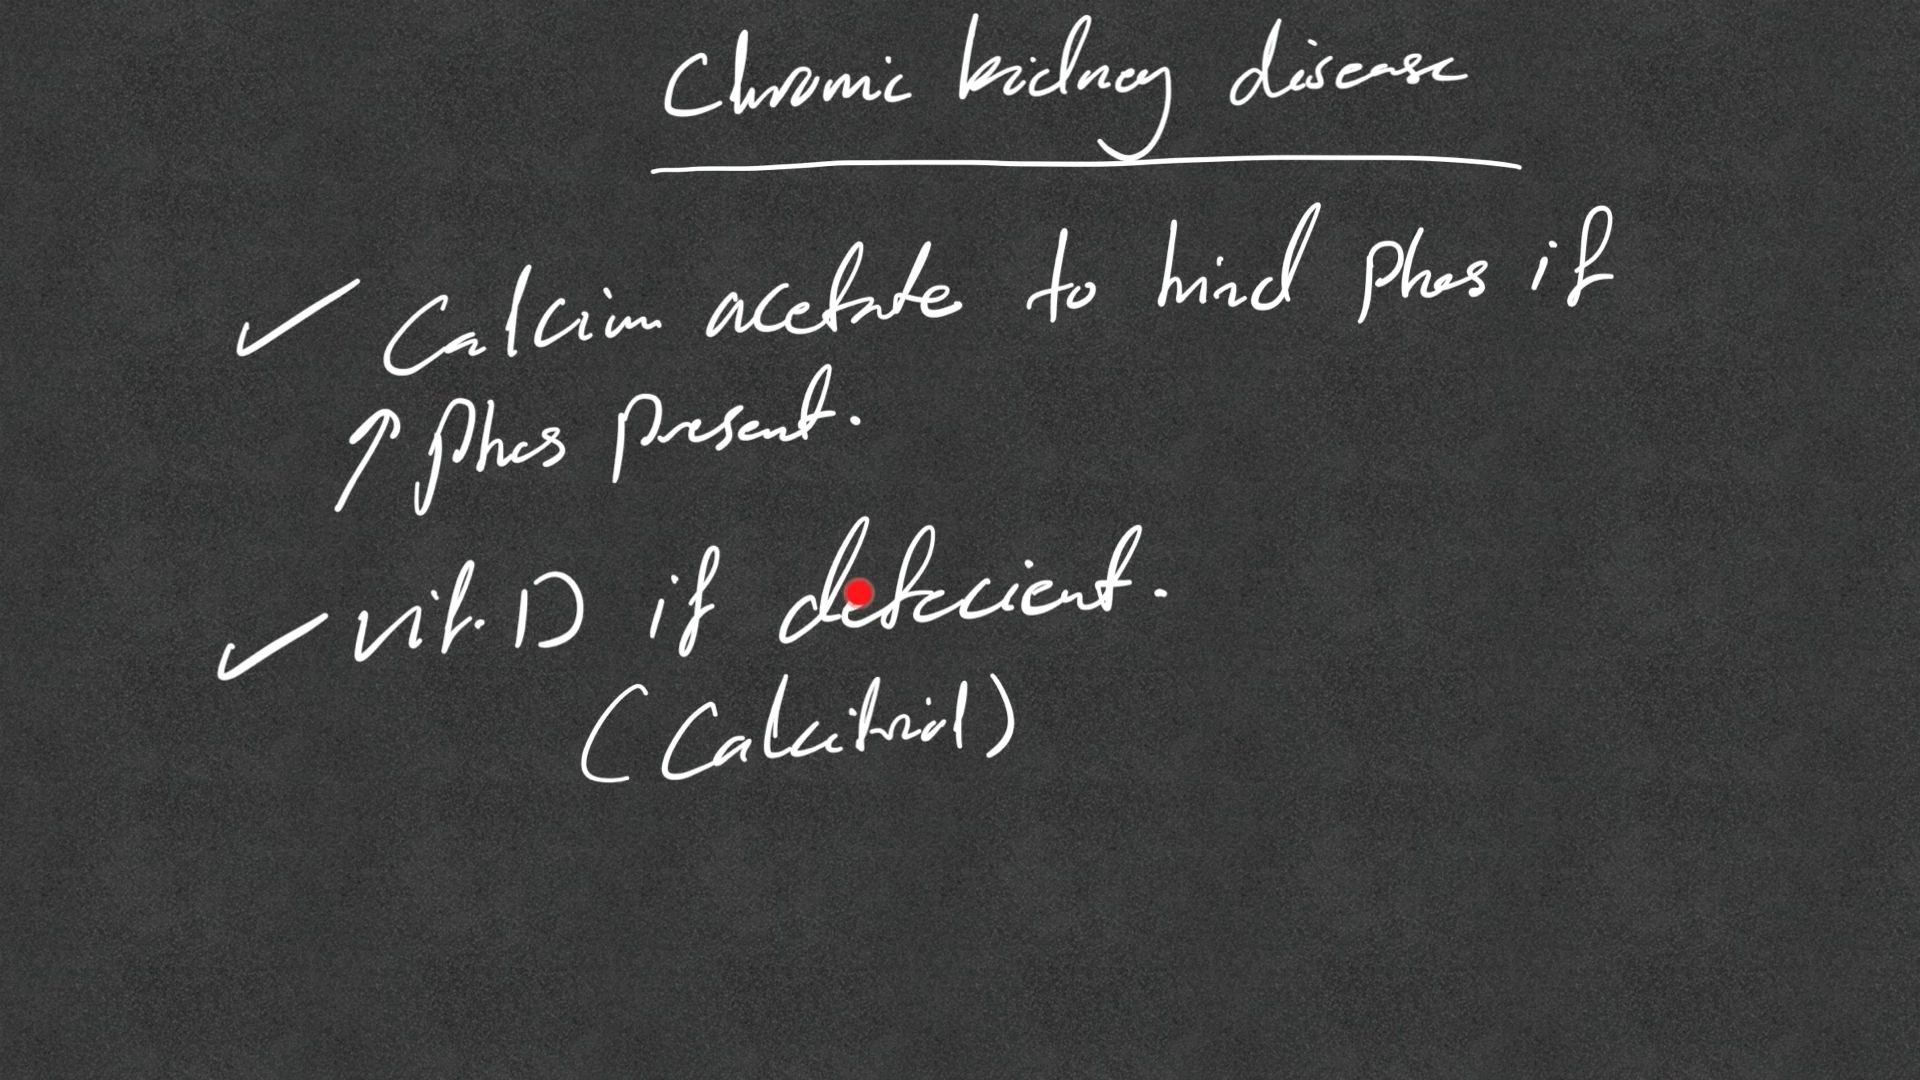 Chronic kidney disease
✓ Calcium acetate to bind phos if
↑ phos present.
✓ vit. D if deficient.
(Calcitriol)